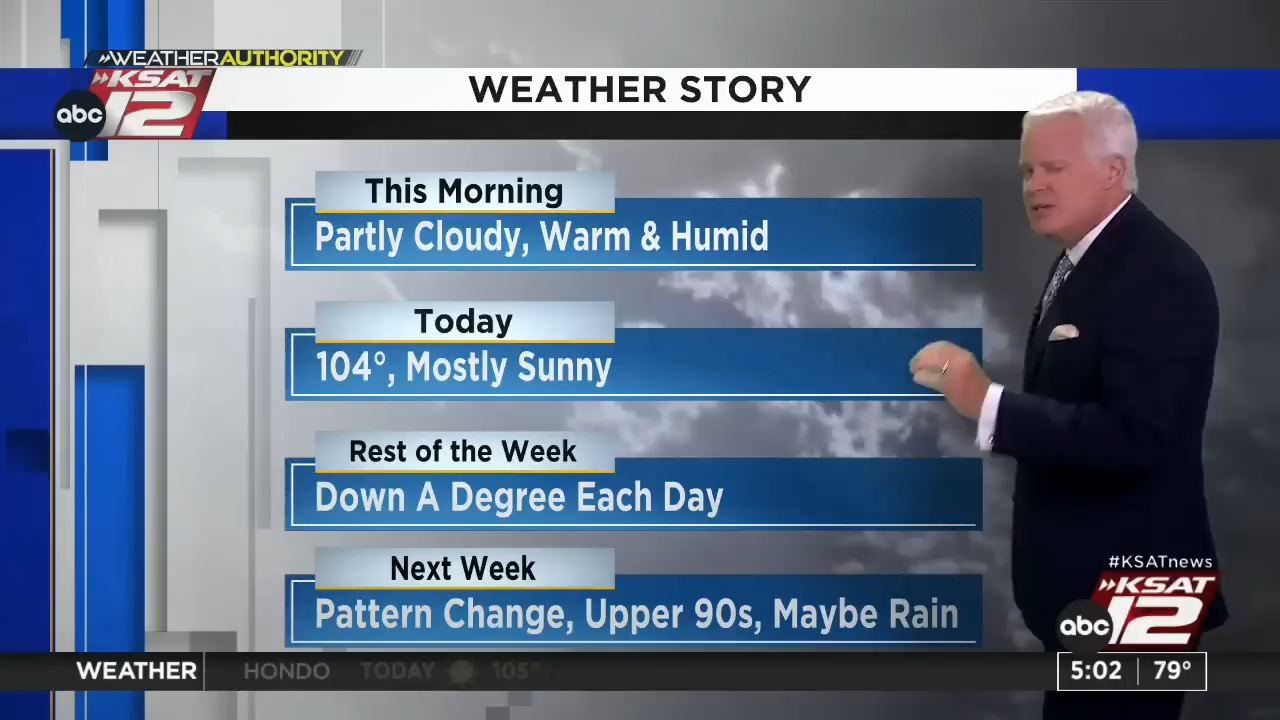 WEATHERAUTHORITY
KSAT
abc 12
WEATHER STORY
This Morning
Partly Cloudy, Warm & Humid
Today
104°, Mostly Sunny
Rest of the Week
Down A Degree Each Day
Next Week
Pattern Change, Upper 90s, Maybe Rain
#KSATnews
KSAT
abc 12
WEATHER HONDO TODAY 105°
5:02 79°